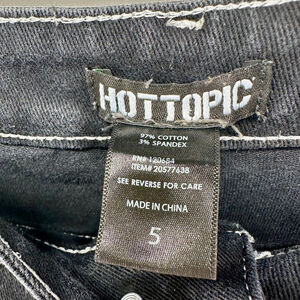 HOTTOPIC
97% COTTON
3% SPANDEX
RN# 120684
ITEM# 20577638
SEE REVERSE FOR CARE
MADE IN CHINA
5